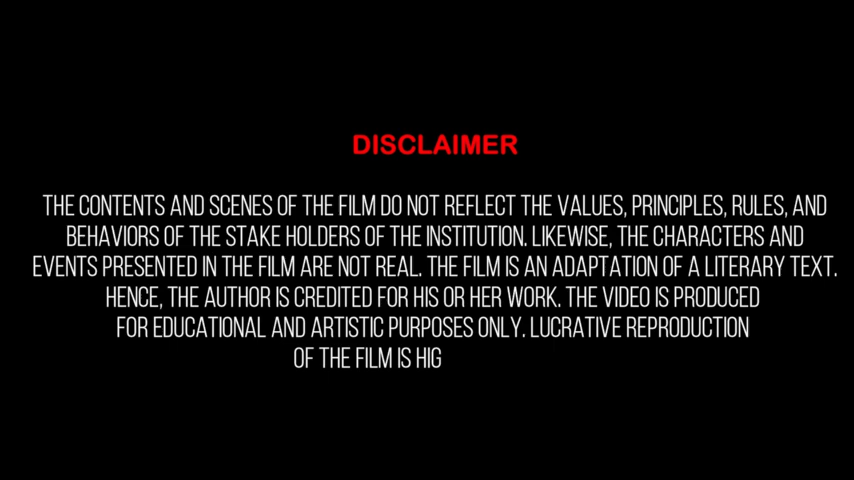 DISCLAIMER
THE CONTENTS AND SCENES OF THE FILM DO NOT REFLECT THE VALUES, PRINCIPLES, RULES, AND
BEHAVIORS OF THE STAKE HOLDERS OF THE INSTITUTION. LIKEWISE, THE CHARACTERS AND
EVENTS PRESENTED IN THE FILM ARE NOT REAL. THE FILM IS AN ADAPTATION OF A LITERARY TEXT.
HENCE, THE AUTHOR IS CREDITED FOR HIS OR HER WORK. THE VIDEO IS PRODUCED
FOR EDUCATIONAL AND ARTISTIC PURPOSES ONLY. LUCRATIVE REPRODUCTION
OF THE FILM IS HIG